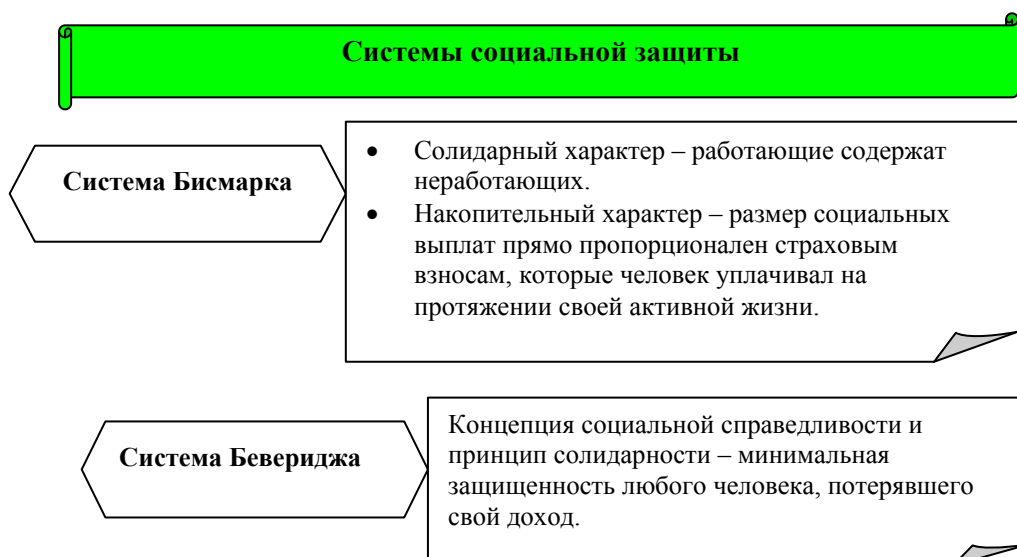 Системы социальной защиты
Система Бисмарка
• Солидарный характер – работающие содержат
неработающих.
• Накопительный характер – размер социальных
выплат прямо пропорционален страховым
взносам, которые человек уплачивал на
протяжении своей активной жизни.
Система Бевериджа
Концепция социальной справедливости и
принцип солидарности – минимальная
защищенность любого человека, потерявшего
свой доход.